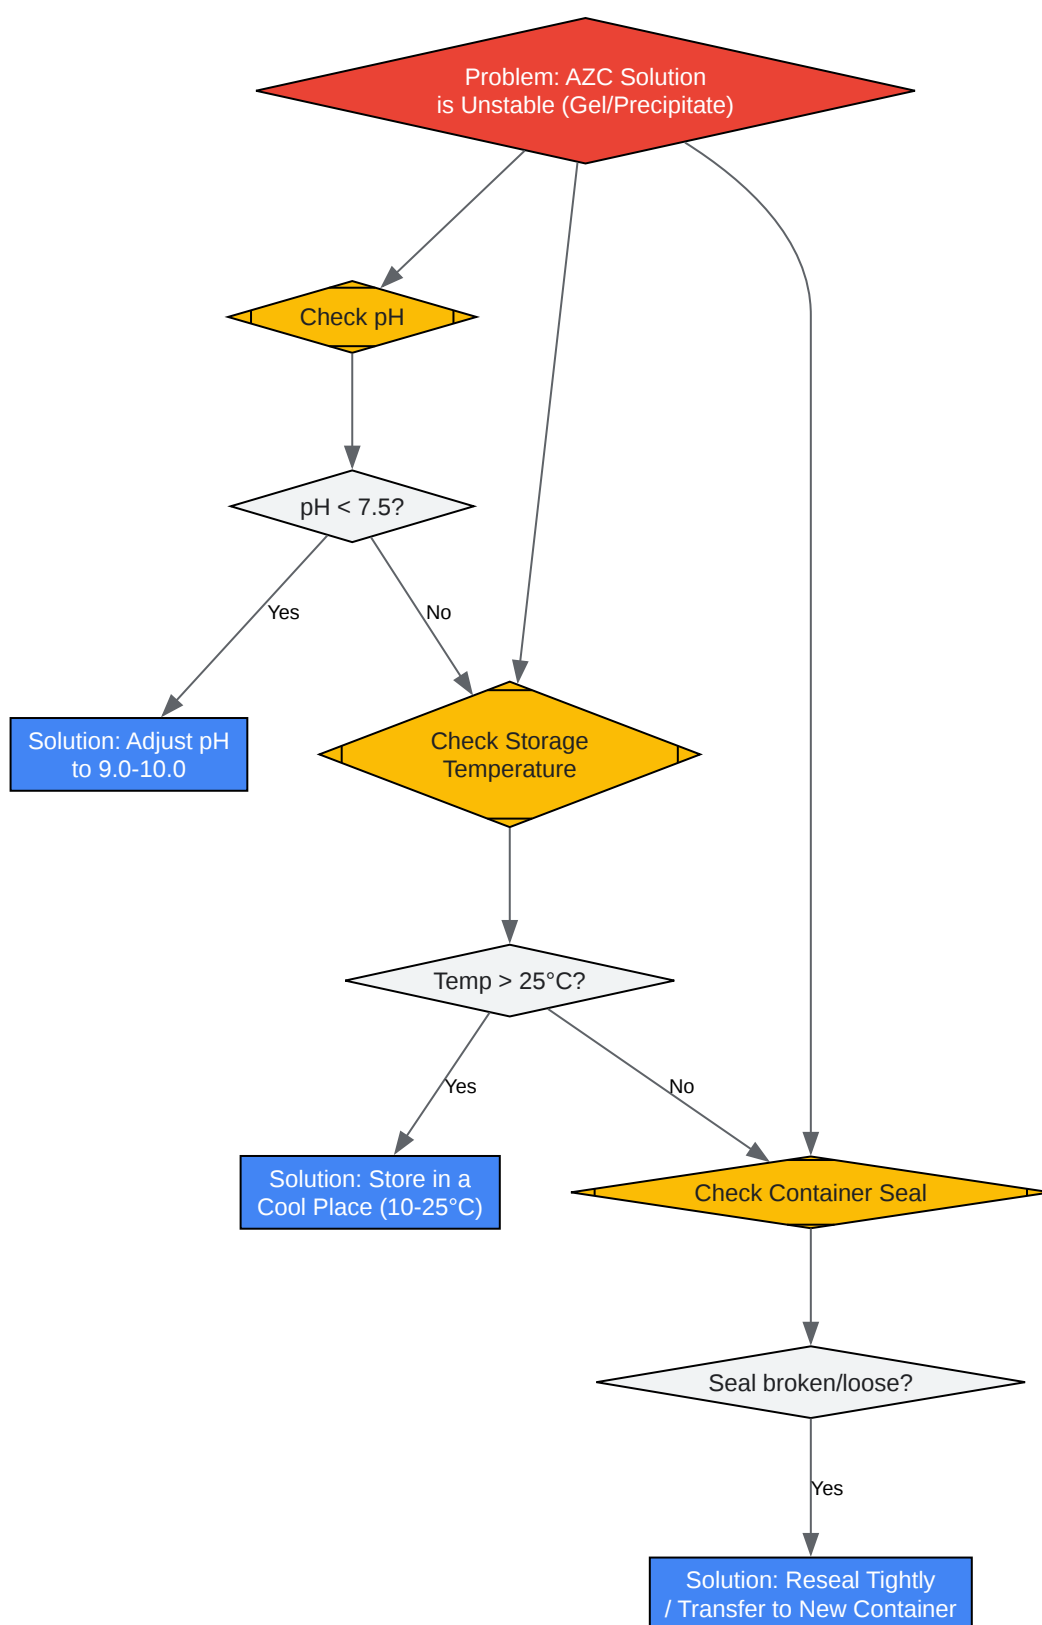 Problem: AZC Solution
is Unstable (Gel/Precipitate)
Check pH
pH < 7.5?
Yes
No
Solution: Adjust pH
to 9.0-10.0
Check Storage
Temperature
Temp > 25°C?
Yes
No
Solution: Store in a
Cool Place (10-25°C)
Check Container Seal
Seal broken/loose?
Yes
Solution: Reseal Tightly
/ Transfer to New Container